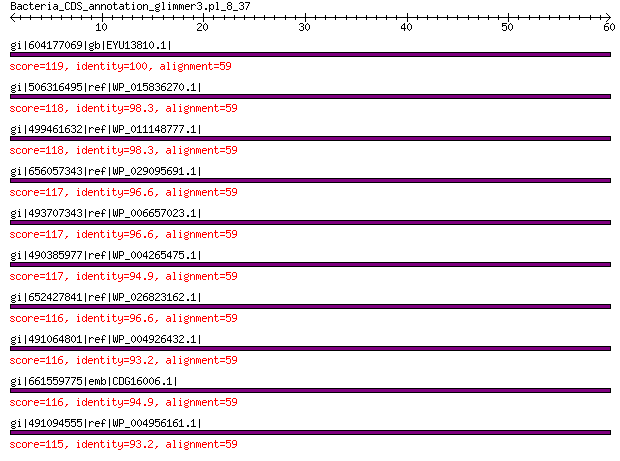 Bacteria_CDS_annotation_glimmer3.pl_8_37
10 20 30 40 50 60
gi|604177069|gb|EYU13810.1|
score=119, identity=100, alignment=59
gi|506316495|ref|WP_015836270.1|
score=118, identity=98.3, alignment=59
gi|499461632|ref|WP_011148777.1|
score=118, identity=98.3, alignment=59
gi|656057343|ref|WP_029095691.1|
score=117, identity=96.6, alignment=59
gi|493707343|ref|WP_006657023.1|
score=117, identity=96.6, alignment=59
gi|490385977|ref|WP_004265475.1|
score=117, identity=94.9, alignment=59
gi|652427841|ref|WP_026823162.1|
score=116, identity=96.6, alignment=59
gi|491064801|ref|WP_004926432.1|
score=116, identity=93.2, alignment=59
gi|661559775|emb|CDG16006.1|
score=116, identity=94.9, alignment=59
gi|491094555|ref|WP_004956161.1|
score=115, identity=93.2, alignment=59